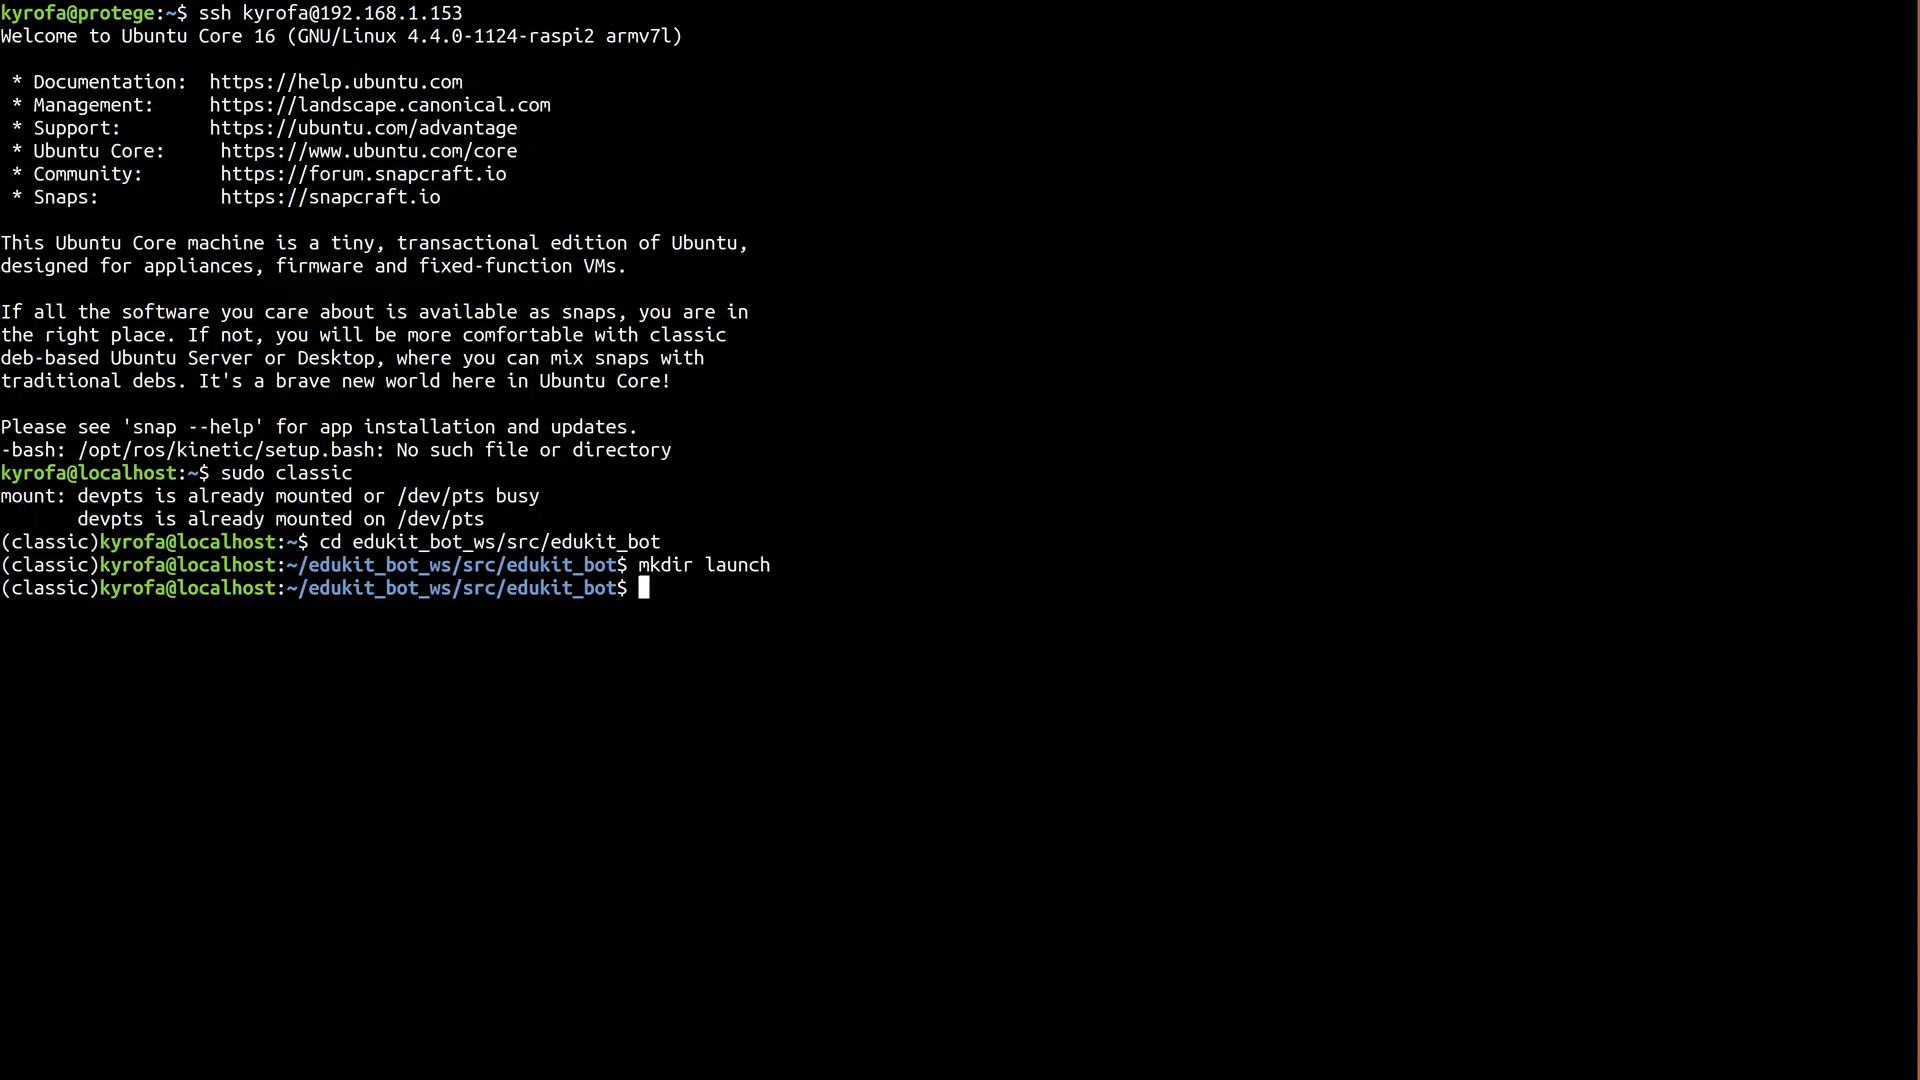 kyrofa@protege:~$ ssh kyrofa@192.168.1.153
Welcome to Ubuntu Core 16 (GNU/Linux 4.4.0-1124-raspi2 armv7l)
* Documentation:  https://help.ubuntu.com
* Management:     https://landscape.canonical.com
* Support:        https://ubuntu.com/advantage
* Ubuntu Core:     https://www.ubuntu.com/core
* Community:       https://forum.snapcraft.io
* Snaps:           https://snapcraft.io
This Ubuntu Core machine is a tiny, transactional edition of Ubuntu,
designed for appliances, firmware and fixed-function VMs.
If all the software you care about is available as snaps, you are in
the right place. If not, you will be more comfortable with classic
deb-based Ubuntu Server or Desktop, where you can mix snaps with
traditional debs. It's a brave new world here in Ubuntu Core!
Please see 'snap --help' for app installation and updates.
-bash: /opt/ros/kinetic/setup.bash: No such file or directory
kyrofa@localhost:~$ sudo classic
mount: devpts is already mounted or /dev/pts busy
       devpts is already mounted on /dev/pts
(classic)kyrofa@localhost:~$ cd edukit_bot_ws/src/edukit_bot
(classic)kyrofa@localhost:~/edukit_bot_ws/src/edukit_bot$ mkdir launch
(classic)kyrofa@localhost:~/edukit_bot_ws/src/edukit_bot$